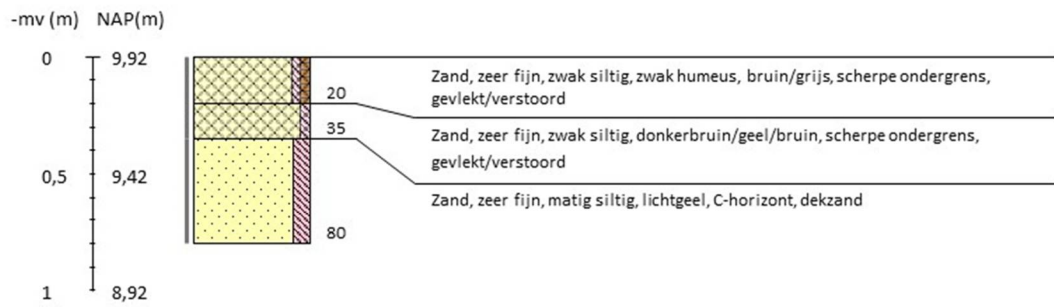 -mv (m) NAP(m)
0 9,92
Zand, zeer fijn, zwak siltig, zwak humeus, bruin/grijs, scherpe ondergrens,
gevlekt/verstoord
20
Zand, zeer fijn, zwak siltig, donkerbruin/geel/bruin, scherpe ondergrens,
gevlekt/verstoord
35
0,5 9,42
Zand, zeer fijn, matig siltig, lichtgeel, C-horizont, dekzand
80
1 8,92